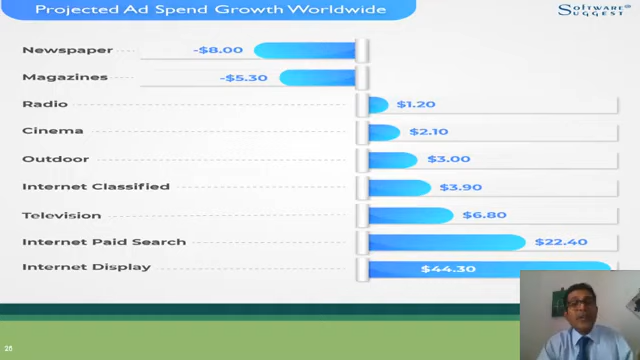 Projected Ad Spend Growth Worldwide
Software Suggest
Newspaper -$8.00
Magazines -$5.30
Radio $1.20
Cinema $2.10
Outdoor $3.00
Internet Classified $3.90
Television $6.80
Internet Paid Search $22.40
Internet Display $44.30
26